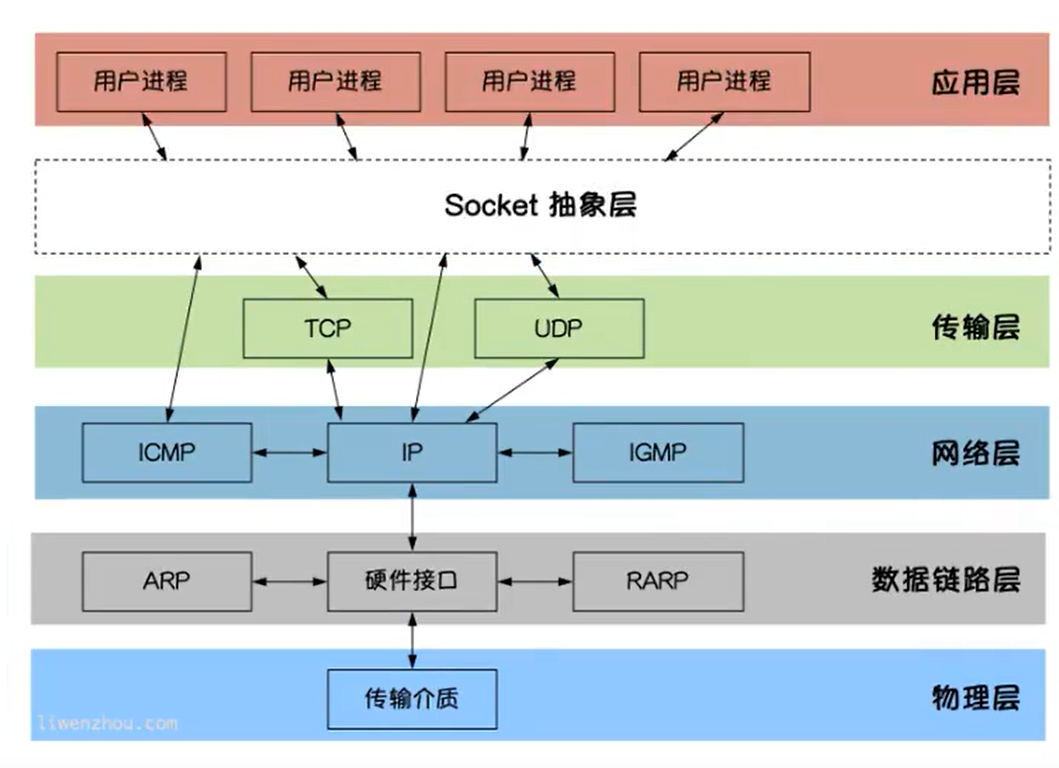 用户进程 用户进程 用户进程 用户进程 应用层
Socket 抽象层
TCP UDP 传输层
ICMP IP IGMP 网络层
ARP 硬件接口 RARP 数据链路层
传输介质 物理层
liwenzhou.com